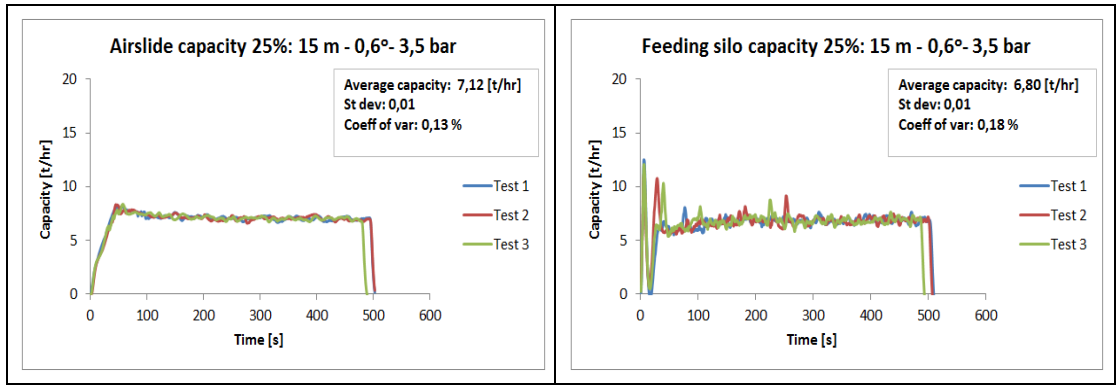 Airslide capacity 25%: 15 m - 0,6°- 3,5 bar
Average capacity: 7,12 [t/hr]
St dev: 0,01
Coeff of var: 0,13 %
Capacity [t/hr]
20
15
10
5
0
0 100 200 300 400 500 600
Time [s]
Test 1
Test 2
Test 3
Feeding silo capacity 25%: 15 m - 0,6°- 3,5 bar
Average capacity: 6,80 [t/hr]
St dev: 0,01
Coeff of var: 0,18 %
Capacity [t/hr]
20
15
10
5
0
0 100 200 300 400 500 600
Time [s]
Test 1
Test 2
Test 3